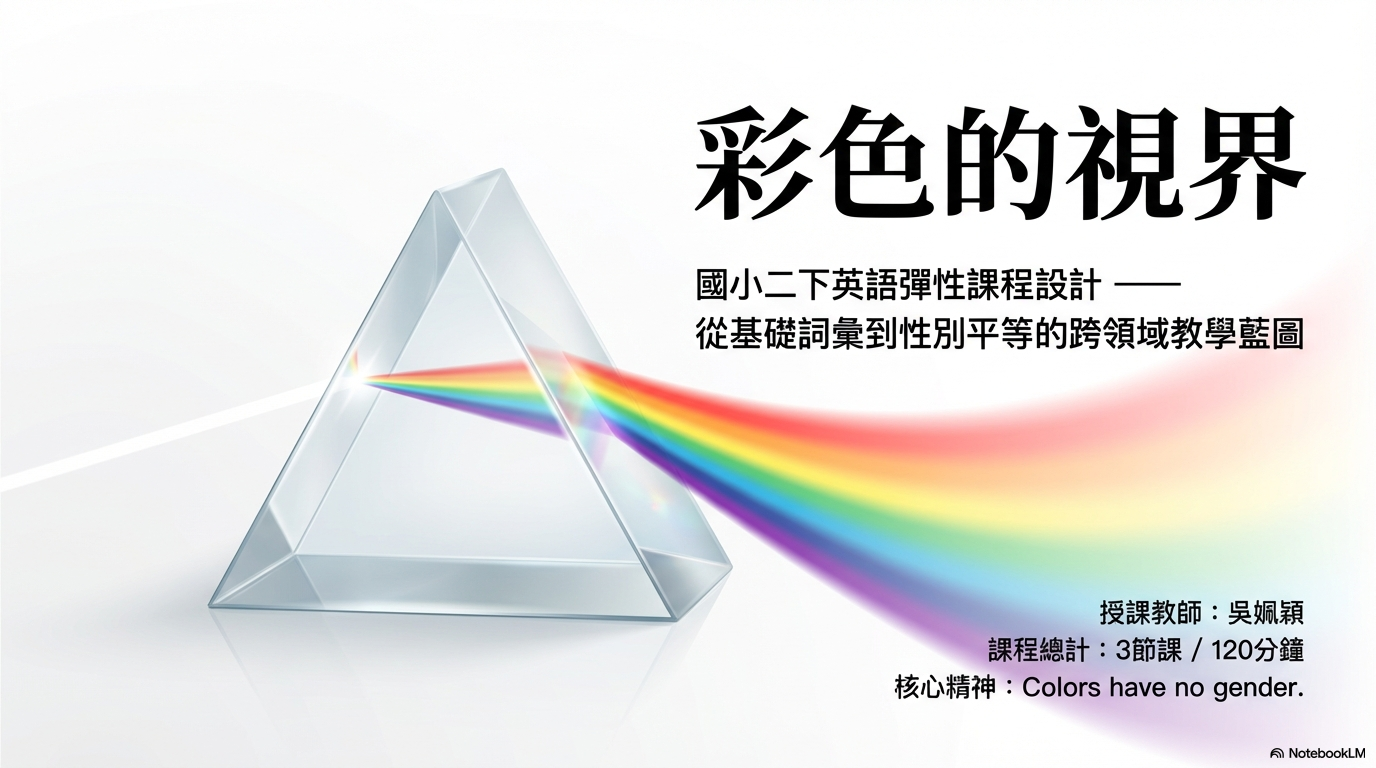 彩色的視界
國小二下英語彈性課程設計 ——
從基礎詞彙到性別平等的跨領域教學藍圖
授課教師：吳姵穎
課程總計：3節課 / 120分鐘
核心精神：Colors have no gender.
NotebookLM